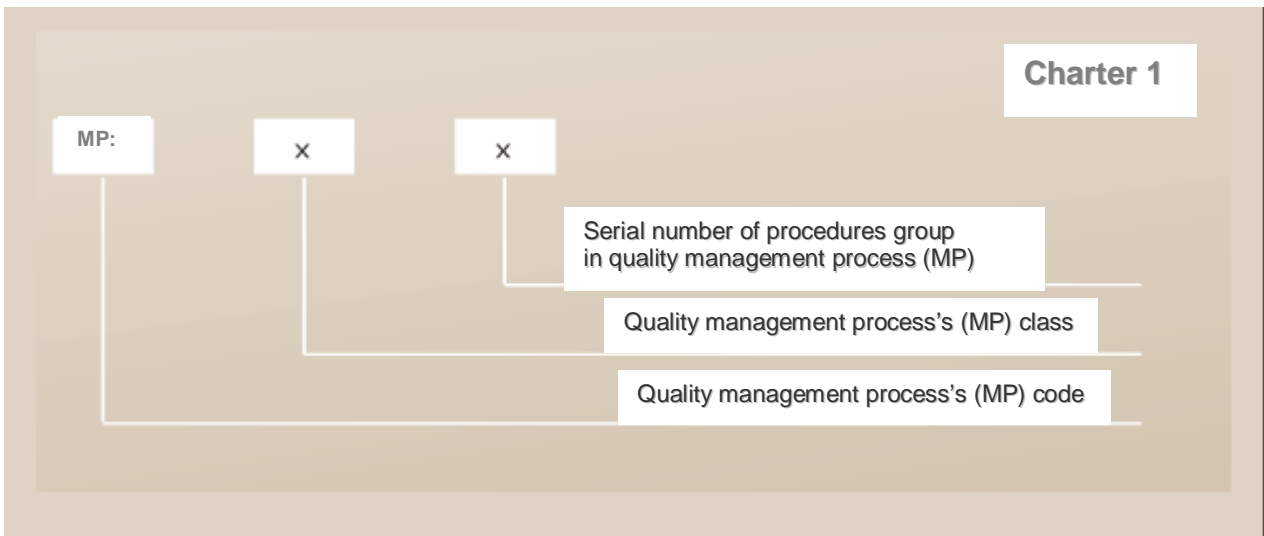 Charter 1
MP:
x
x
Serial number of procedures group
in quality management process (MP)
Quality management process’s (MP) class
Quality management process’s (MP) code